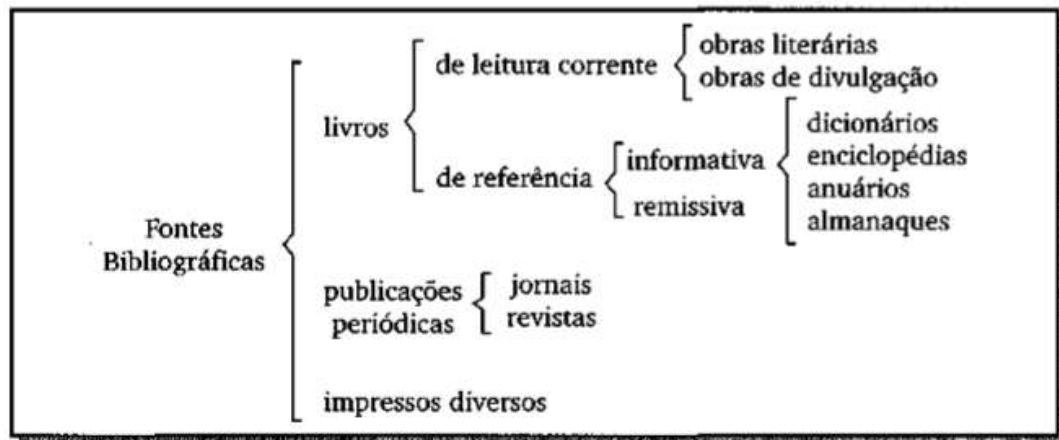 obras literárias
de leitura corrente
obras de divulgação
livros
dicionários
informativa
enciclopédias
de referência
anuários
remissiva
almanaques
Fontes
Bibliográficas
publicações
jornais
periódicas
revistas
impressos diversos